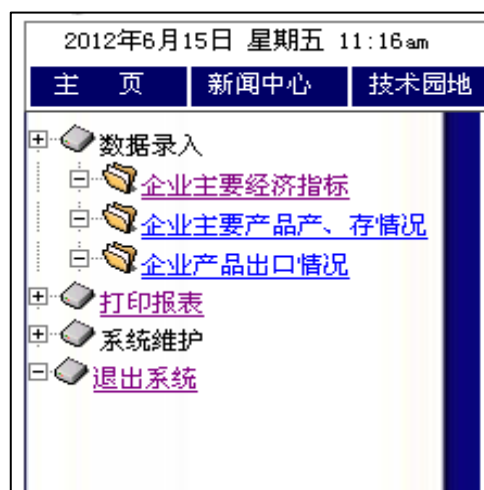 2012年6月15日 星期五 11:16am
主 页 新闻中心 技术园地
数据录入
企业主要经济指标
企业主要产品产、存情况
企业产品出口情况
打印报表
系统维护
退出系统